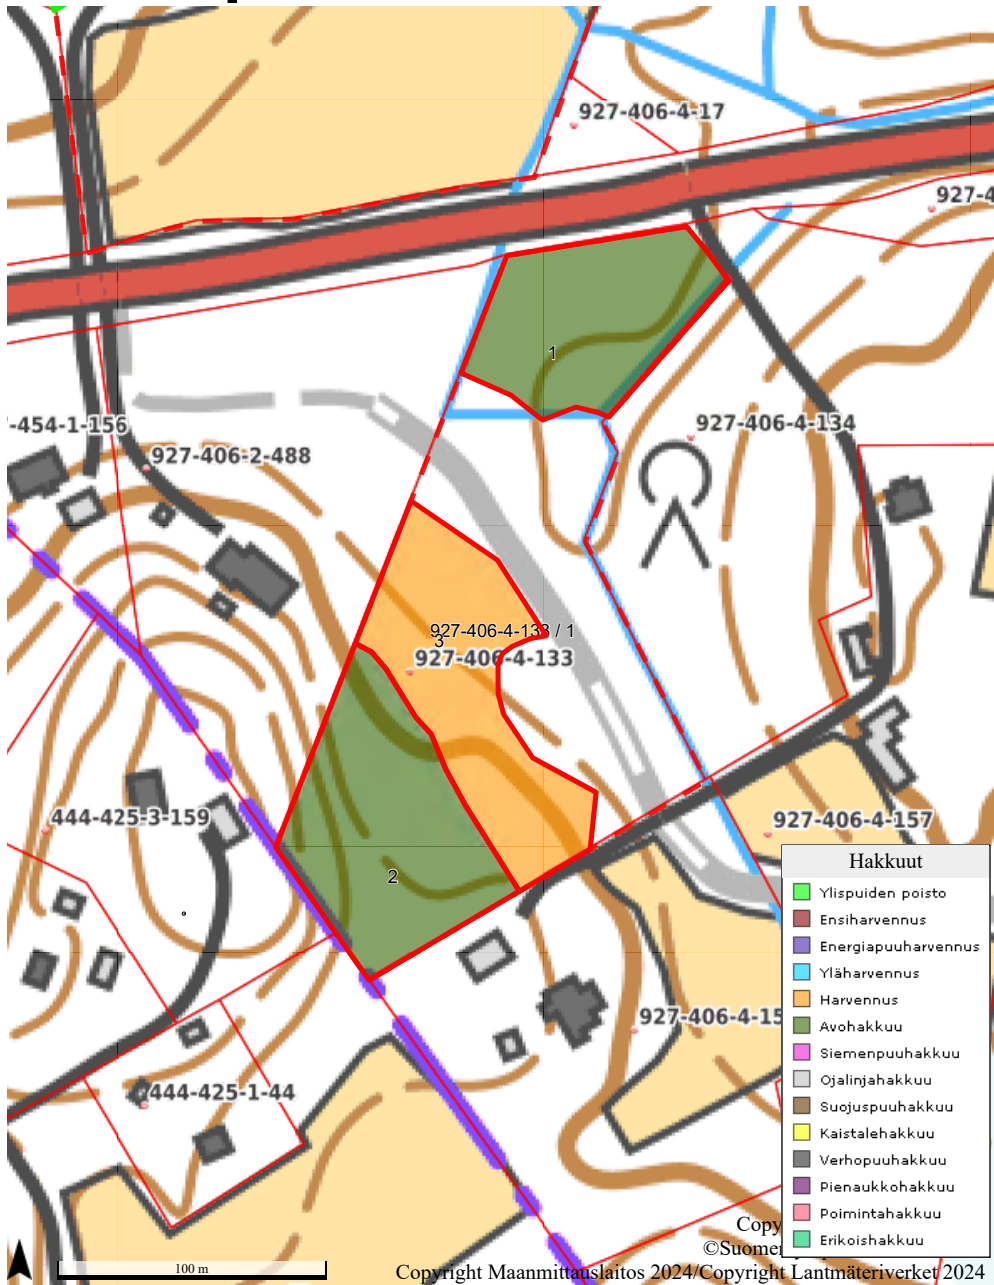 927-406-4-17
927-4
1
927-406-4-134
-454-1-156
927-406-2-488
927-406-4-133 / 1
3
927-406-4-133
444-425-3-159
927-406-4-157
2
Hakkuut
Ylispuiden poisto
Ensiharvennus
Energiapuuharvennus
Yläharvennus
Harvennus
Avohakkuu
Siemenpuuhakkuu
Ojalinjahakkuu
Suojuspuuhakkuu
Kaistalehakkuu
Verhopuuhakkuu
Pienaukkohakkuu
Poimintahakkuu
Erikoishakkuu
927-406-4-15
444-425-1-44
Copy
©Suomen
100 m
Copyright Maanmittauslaitos 2024/Copyright Lantmäteriverket 2024